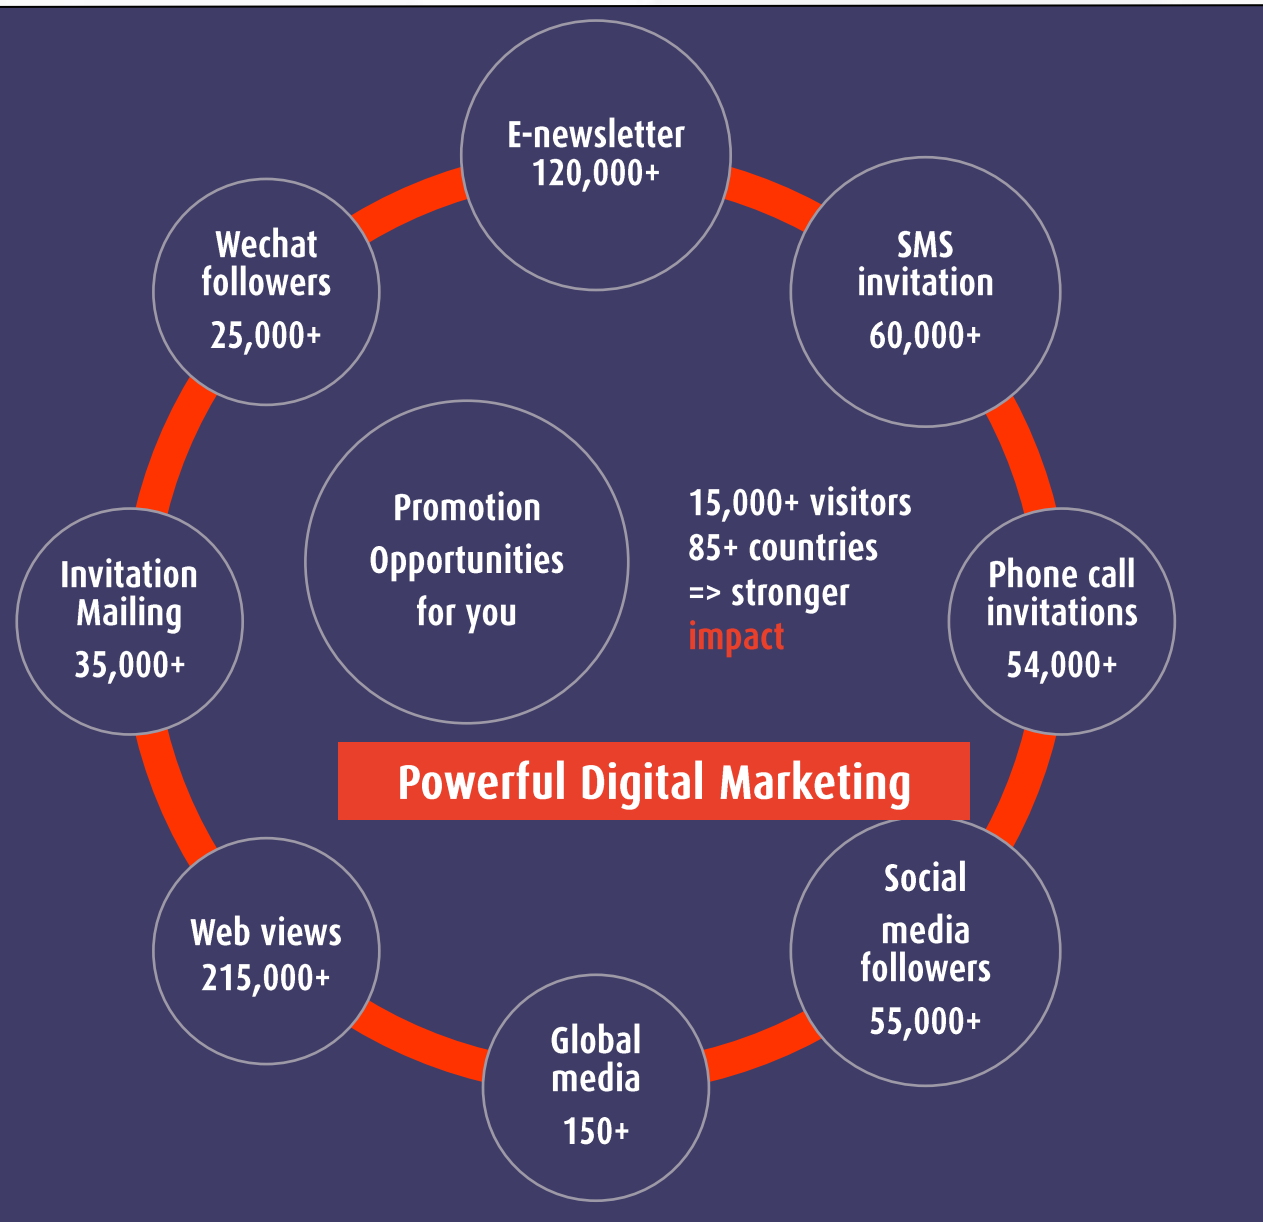 E-newsletter
120,000+
SMS
invitation
60,000+
Wechat
followers
25,000+
Promotion
Opportunities
for you
15,000+ visitors
85+ countries
=> stronger
impact
Invitation
Mailing
35,000+
Phone call
invitations
54,000+
Powerful Digital Marketing
Social
media
followers
55,000+
Web views
215,000+
Global
media
150+